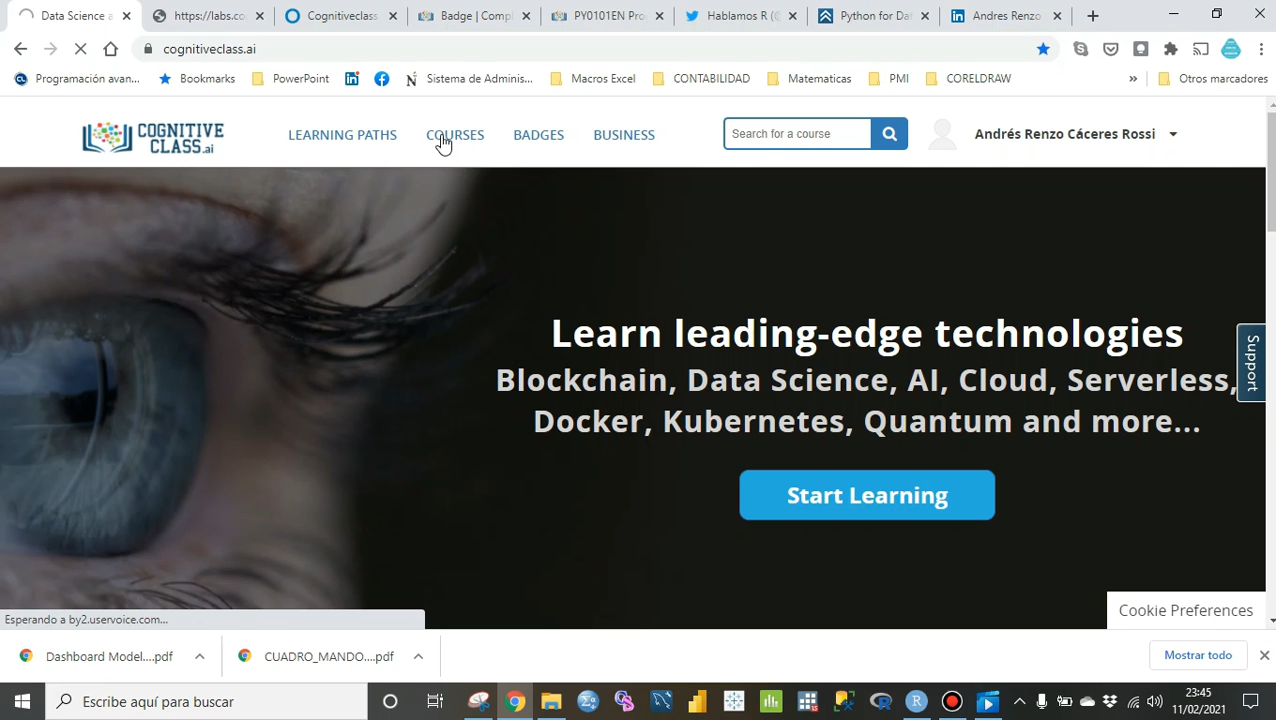 Data Science a
https://labs.co
Cognitiveclass
Badge | Compl
PY0101EN Pro
Hablamos R (@
Python for Dat
Andres Renzo
cognitiveclass.ai
Programación avan...
Bookmarks
PowerPoint
Sistema de Adminis...
Macros Excel
CONTABILIDAD
Matematicas
PMI
CORELDRAW
»
Otros marcadores
COGNITIVE
CLASS.ai
LEARNING PATHS
COURSES
BADGES
BUSINESS
Search for a course
Andrés Renzo Cáceres Rossi
Learn leading-edge technologies
Blockchain, Data Science, AI, Cloud, Serverless,
Docker, Kubernetes, Quantum and more...
Start Learning
Support
Cookie Preferences
Esperando a by2.uservoice.com...
Dashboard Model....pdf
CUADRO_MANDO....pdf
Mostrar todo
Escribe aquí para buscar
23:45
11/02/2021